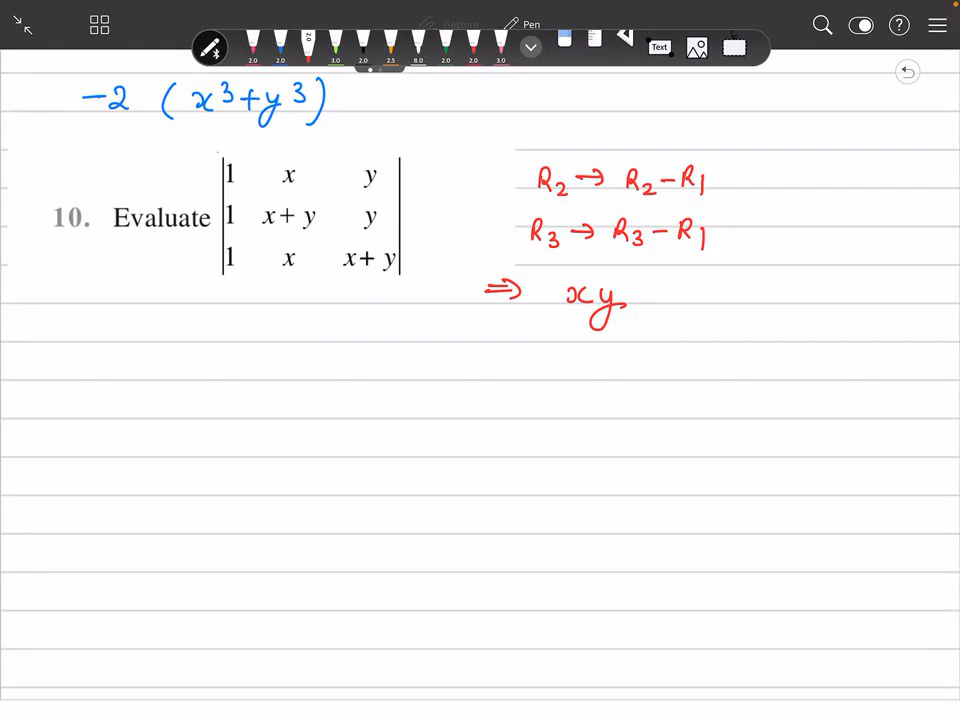 Gesture Pen
2.0 2.0 2.0 3.0 2.0 2.5 8.0 2.0 2.0 3.0 Text
-2 (x³+y³)
10. Evaluate |1 x y|
|1 x+y y|
|1 x x+y|
R₂ → R₂-R₁
R₃ → R₃-R₁
⇒ xy